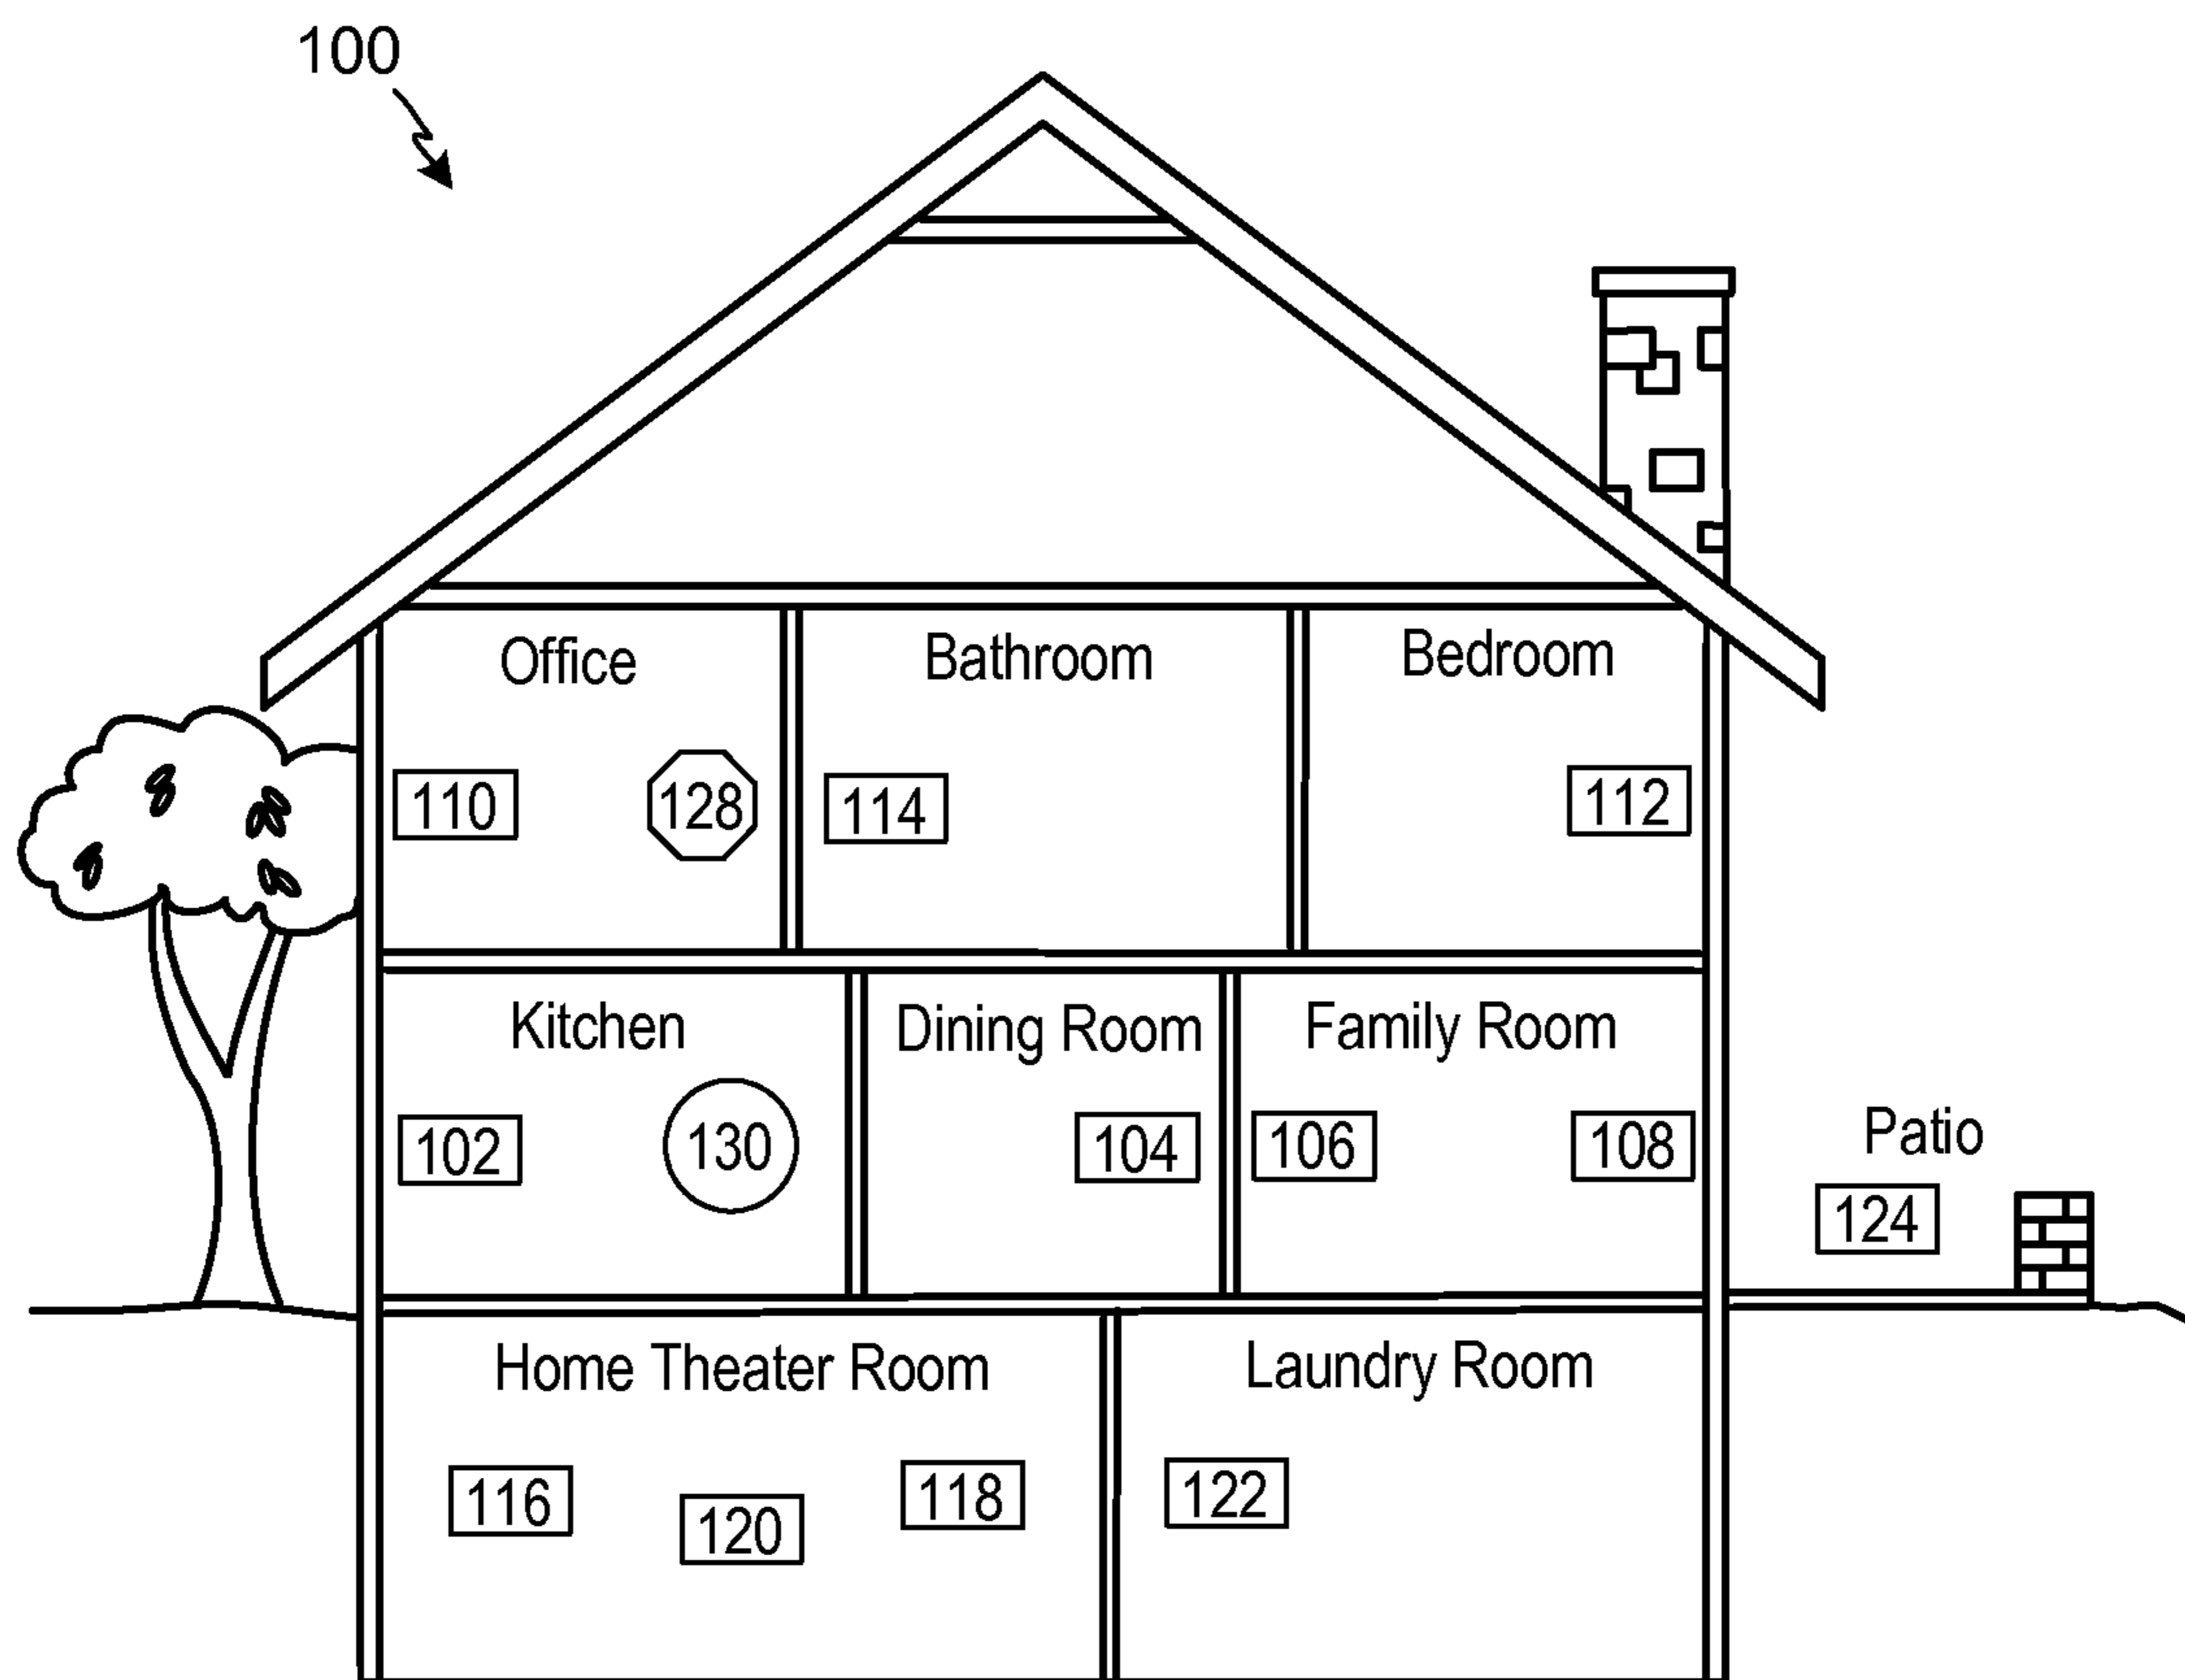 100
Office
Bathroom
Bedroom
110
128
114
112
Kitchen
Dining Room
Family Room
102
130
104
106
108
Patio
124
Home Theater Room
Laundry Room
116
120
118
122